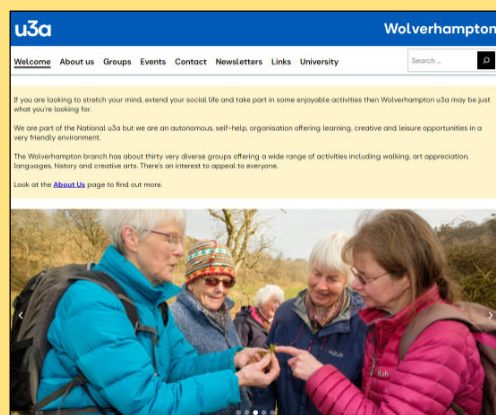 u3a
Wolverhampton
Welcome About us Groups Events Contact Newsletters Links University
Search ...
If you are looking to stretch your mind, extend your social life and take part in some enjoyable activities then Wolverhampton u3a may be just
what you're looking for.
We are part of the National u3a but we are an autonomous, self-help, organisation offering learning, creative and leisure opportunities in a
very friendly environment.
The Wolverhampton branch has about thirty very diverse groups offering a wide range of activities including walking, art appreciation,
languages, history and creative arts. There's an interest to appeal to everyone.
Look at the About Us page to find out more.
rab